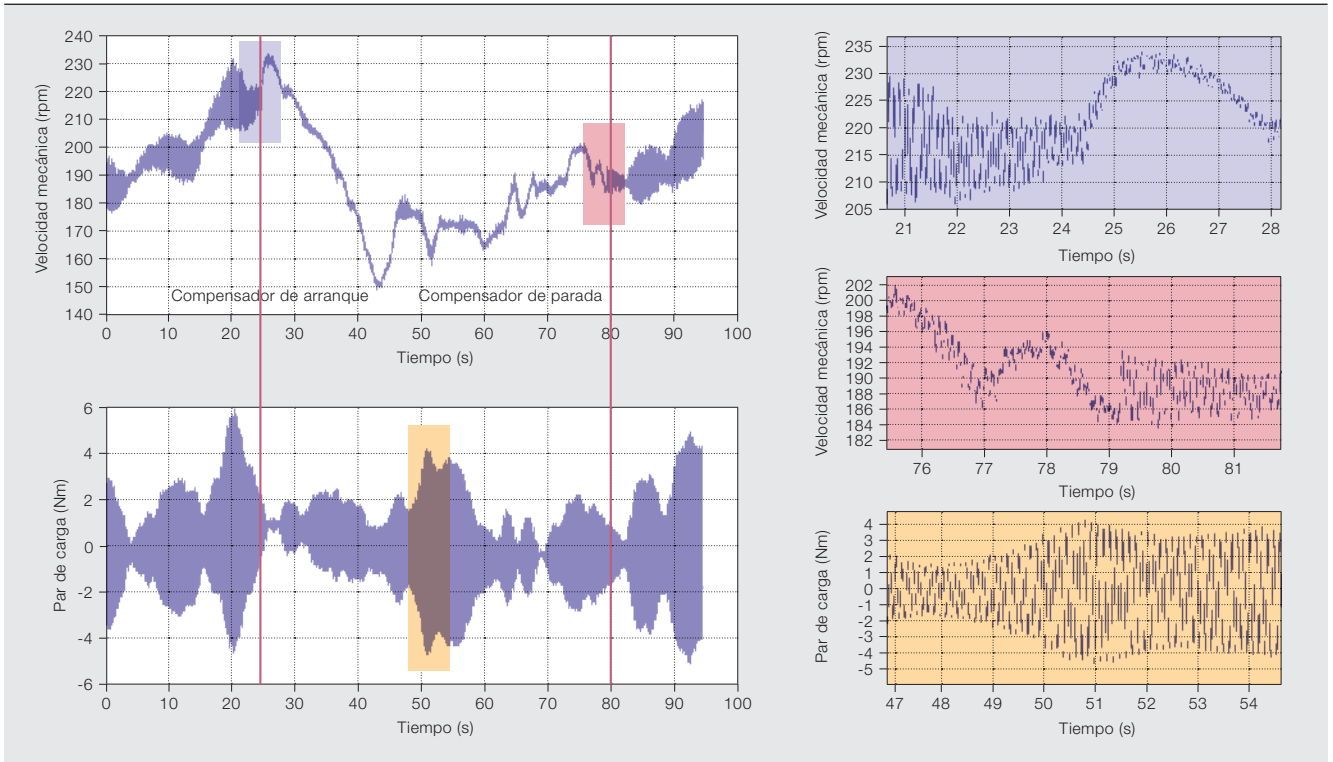 Velocidad mecánica (rpm)
240
230
220
210
200
190
180
170
160
150
140
Compensador de arranque
Compensador de parada
0 10 20 30 40 50 60 70 80 90 100
Tiempo (s)
Par de carga (Nm)
6
4
2
0
-2
-4
-6
0 10 20 30 40 50 60 70 80 90 100
Tiempo (s)
Velocidad mecánica (rpm)
235
230
225
220
215
210
205
21 22 23 24 25 26 27 28
Tiempo (s)
Velocidad mecánica (rpm)
202
200
198
196
194
192
190
188
186
184
182
76 77 78 79 80 81
Tiempo (s)
Par de carga (Nm)
4
3
2
1
0
-1
-2
-3
-4
-5
47 48 49 50 51 52 53 54
Tiempo (s)